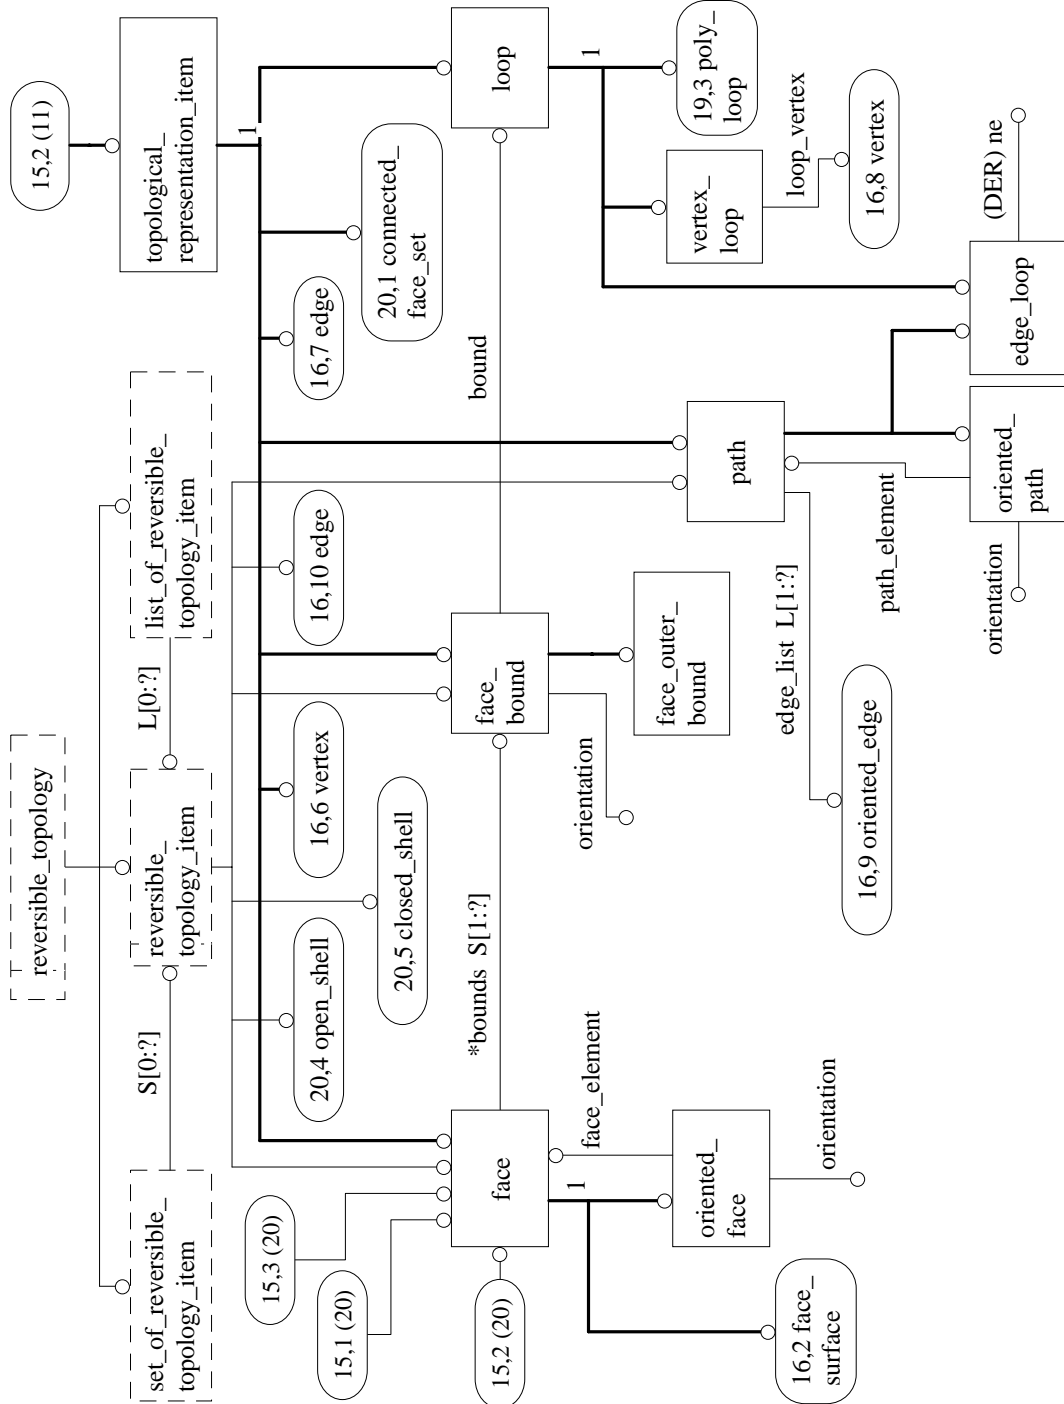 reversible_topology
set_of_reversible_
topology_item
S[0:?]
reversible_
topology_item
L[0:?]
list_of_reversible_
topology_item
15,2 (11)
topological_
representation_item
1
15,3 (20)
15,1 (20)
15,2 (20)
20,4 open_shell
20,5 closed_shell
16,6 vertex
16,10 edge
16,7 edge
20,1 connected_
face_set
face
*bounds S[1:?]
face_
bound
bound
loop
1
face_element
1
oriented_
face
orientation
16,2 face_
surface
orientation
face_outer_
bound
edge_list L[1:?]
16,9 oriented_edge
path
path_element
orientation
oriented_
path
edge_loop
(DER) ne
vertex_
loop
loop_vertex
16,8 vertex
19,3 poly_
loop